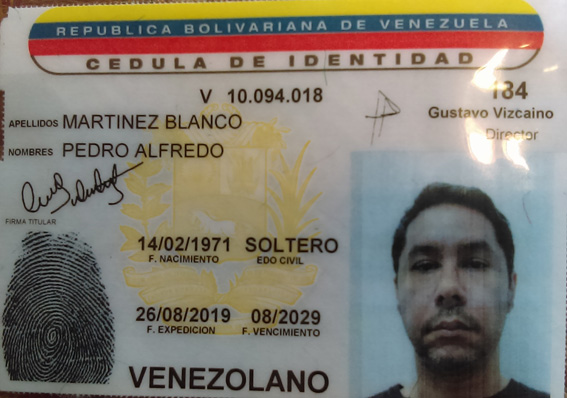 REPUBLICA BOLIVARIANA DE VENEZUELA
CEDULA DE IDENTIDAD
V 10.094.018
184
Gustavo Vizcaino
Director
APELLIDOS MARTINEZ BLANCO
NOMBRES PEDRO ALFREDO
FIRMA TITULAR
14/02/1971 SOLTERO
F. NACIMIENTO EDO CIVIL
26/08/2019 08/2029
F. EXPEDICION F. VENCIMIENTO
VENEZOLANO